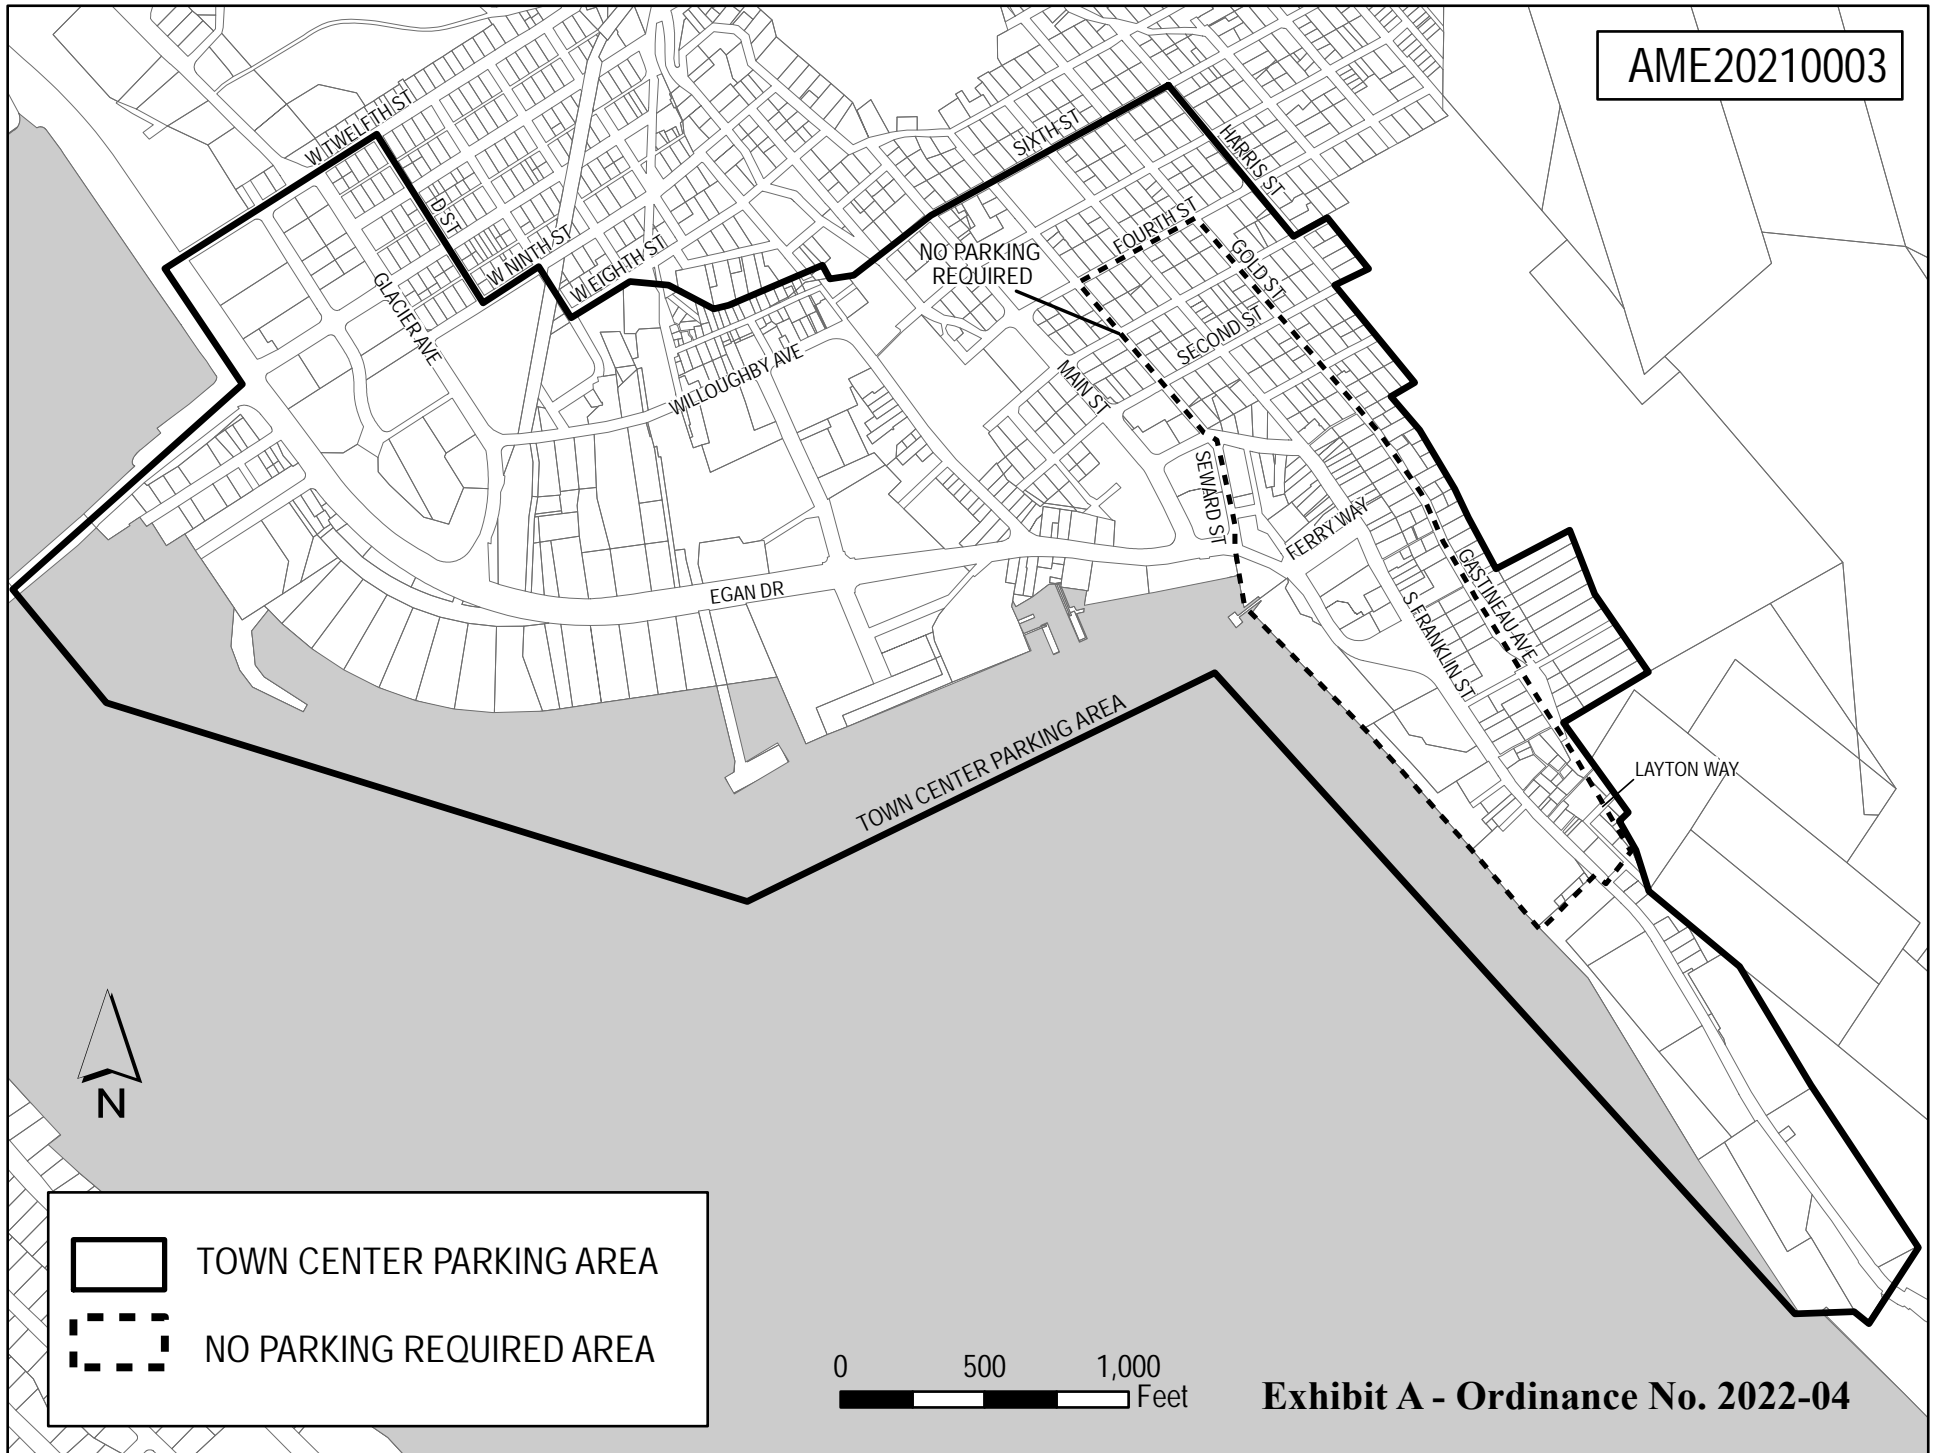 AME20210003
W TWELFTH ST
SIXTH ST
HARRIS ST
D ST
W NINTH ST
W EIGHTH ST
FOURTH ST
NO PARKING
REQUIRED
GOLD ST
GLACIER AVE
SECOND ST
WILLOUGHBY AVE
MAIN ST
SEWARD ST
FERRY WAY
EGAN DR
GASTINEAU AVE
S FRANKLIN ST
TOWN CENTER PARKING AREA
LAYTON WAY
N
TOWN CENTER PARKING AREA
NO PARKING REQUIRED AREA
0 500 1,000
Feet
Exhibit A - Ordinance No. 2022-04